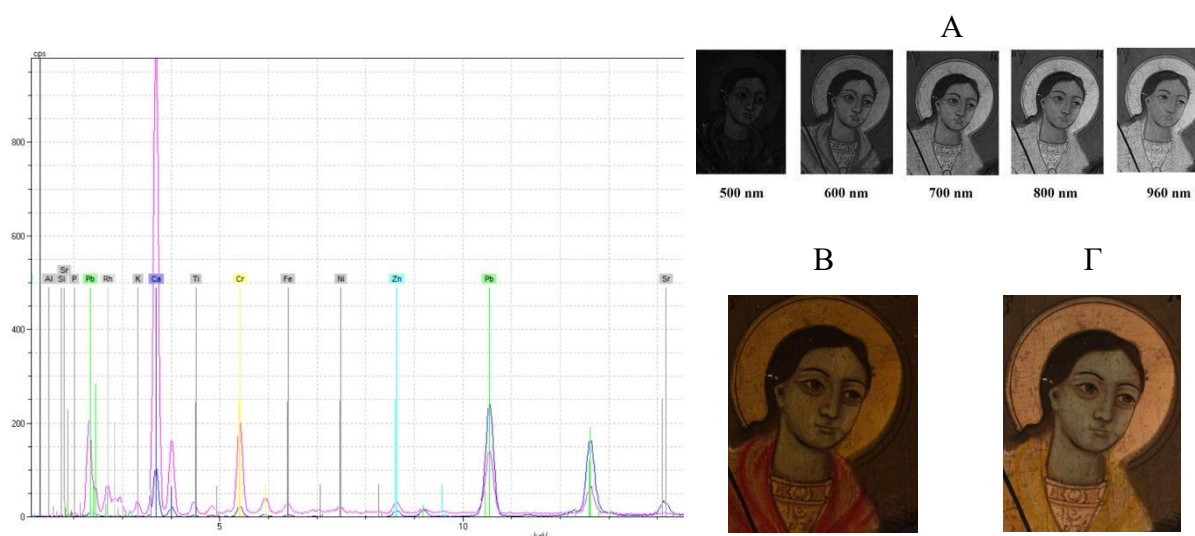 cps
800
600
400
200
0
Al Si Sr P Pb Rh K Ca Ti Cr Fe Ni Zn Pb Sr
5 10
- keV -
Α
500 nm 600 nm 700 nm 800 nm 960 nm
Β Γ